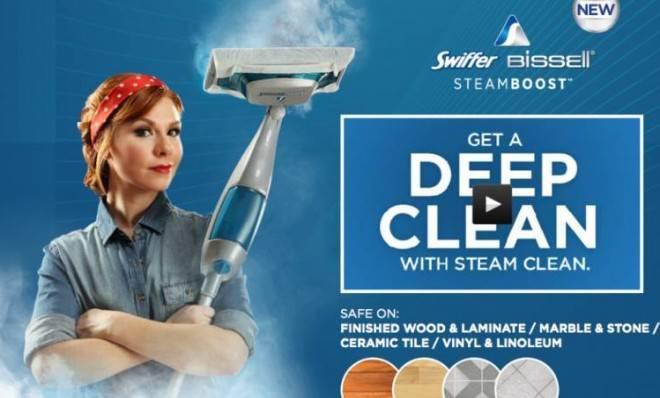 NEW
Swiffer BISSELL®
STEAMBOOST™
GET A
DEEP
CLEAN
WITH STEAM CLEAN.
SAFE ON:
FINISHED WOOD & LAMINATE / MARBLE & STONE /
CERAMIC TILE / VINYL & LINOLEUM